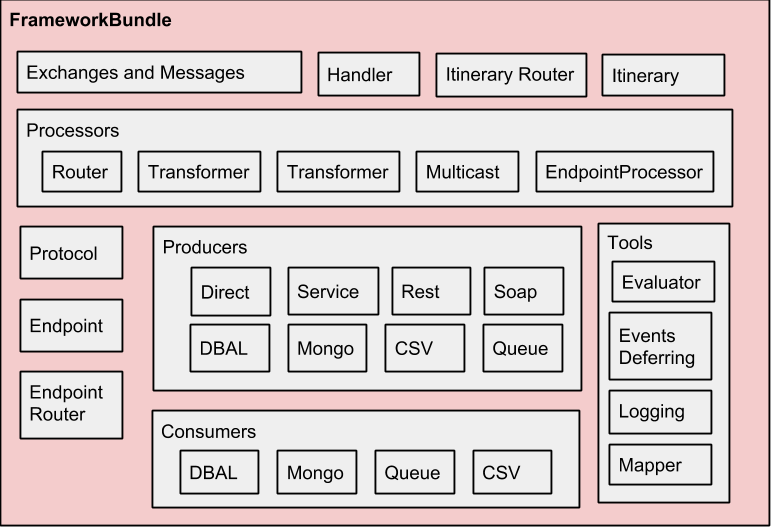 FrameworkBundle
Exchanges and Messages
Handler
Itinerary Router
Itinerary
Processors
Router
Transformer
Transformer
Multicast
EndpointProcessor
Protocol
Endpoint
Endpoint
Router
Producers
Direct
Service
Rest
Soap
DBAL
Mongo
CSV
Queue
Consumers
DBAL
Mongo
Queue
CSV
Tools
Evaluator
Events
Deferring
Logging
Mapper